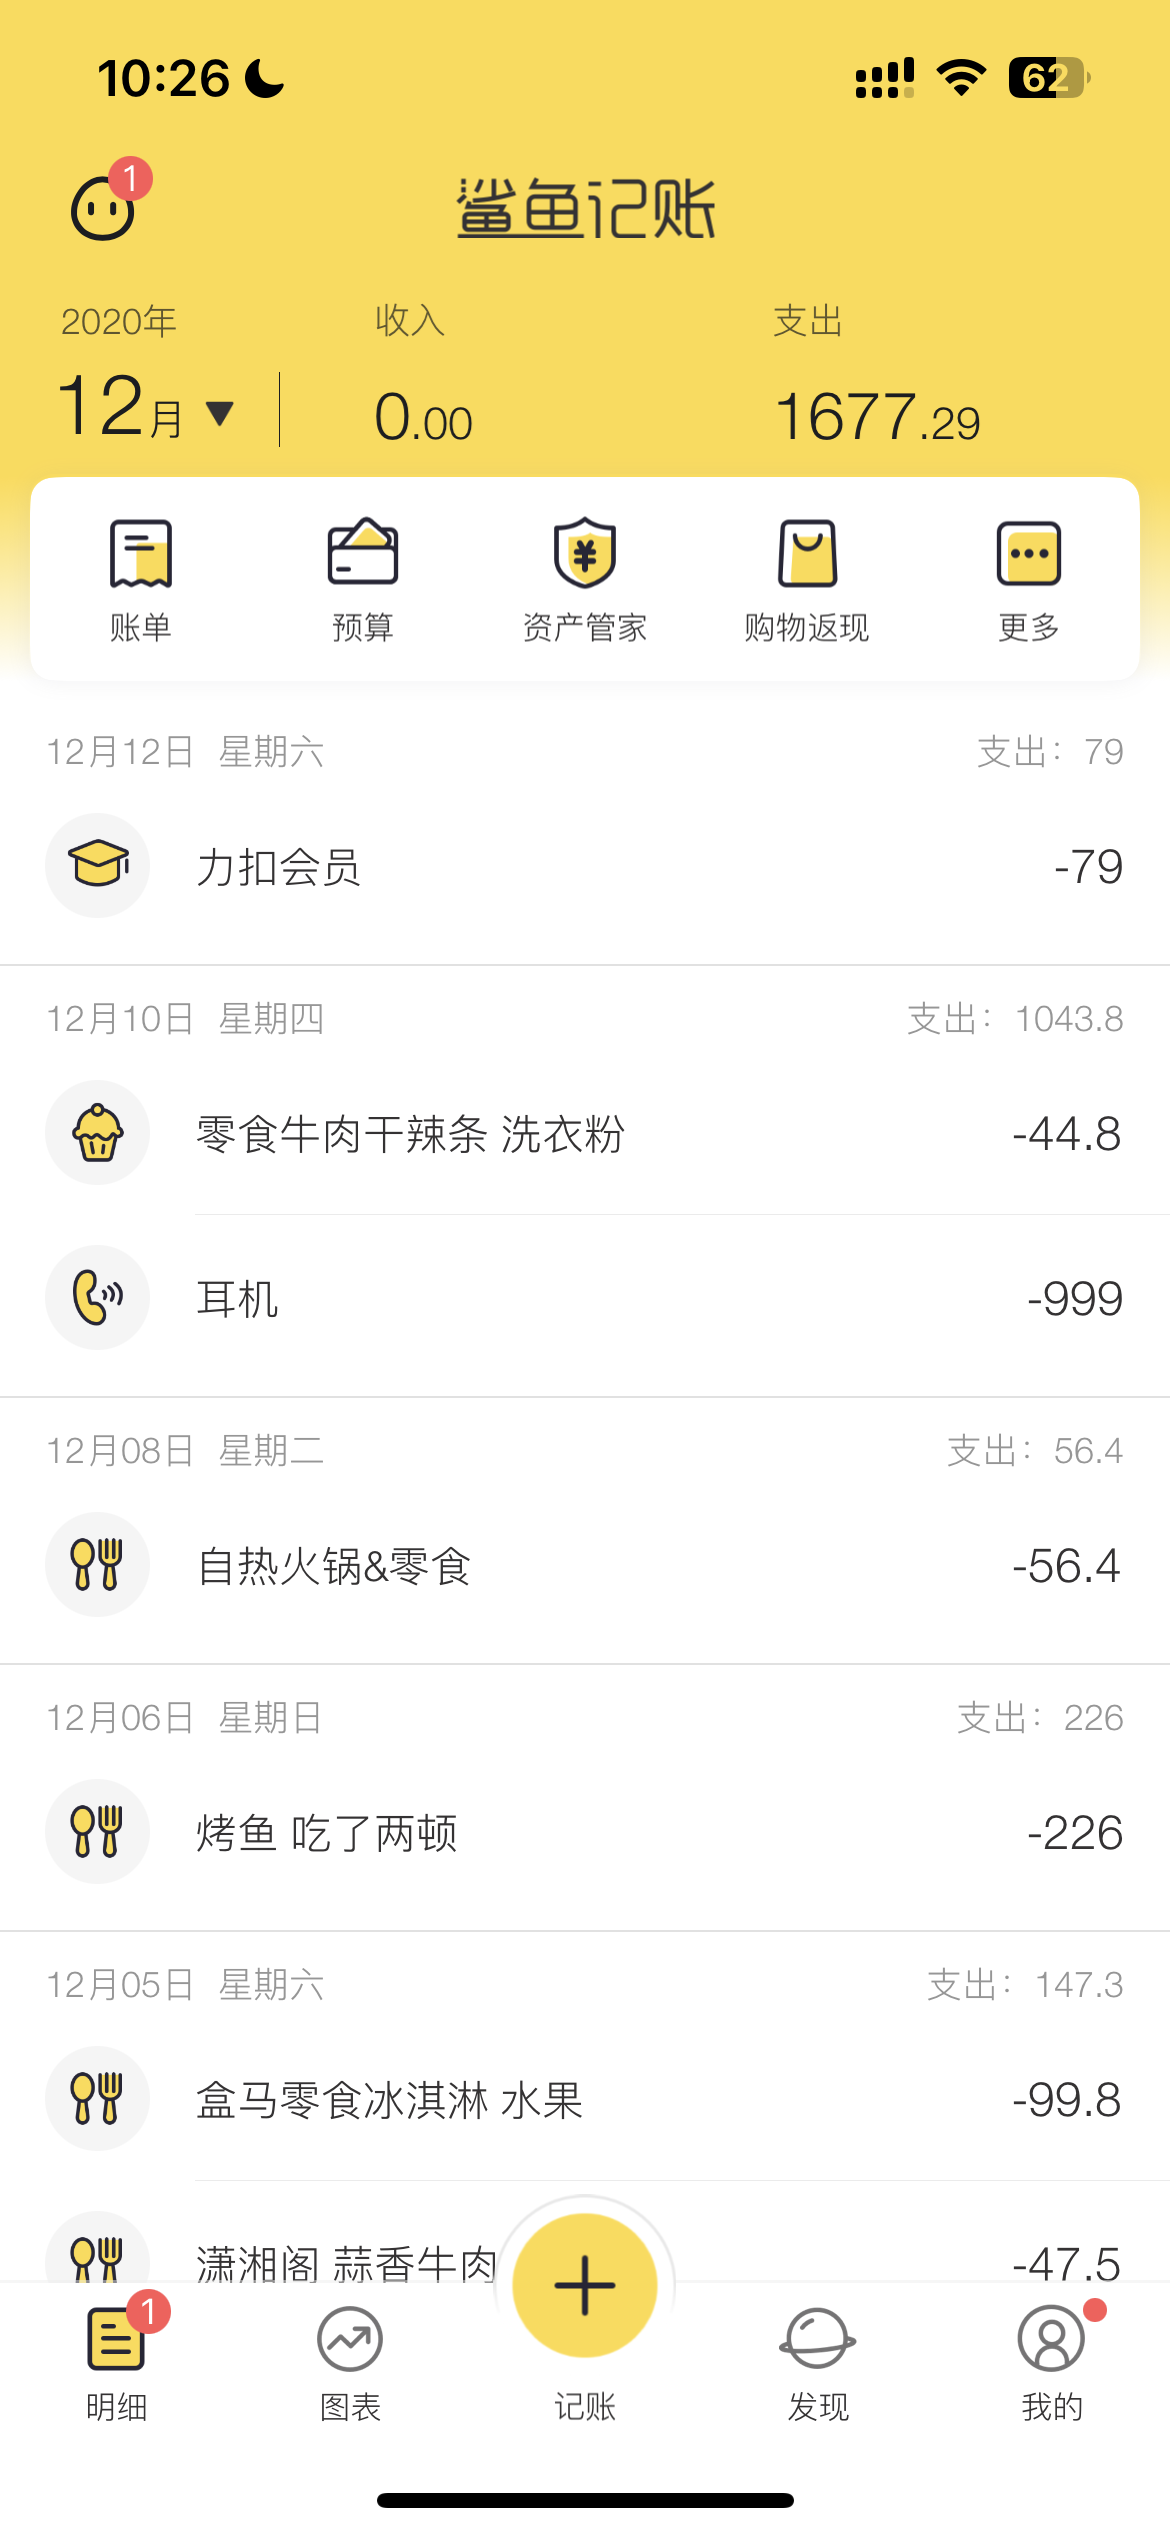 10:26
62
1
鲨鱼记账
2020年 收入 支出
12月 0.00 1677.29
账单 预算 资产管家 购物返现 更多
12月12日 星期六 支出：79
力扣会员 -79
12月10日 星期四 支出：1043.8
零食牛肉干辣条 洗衣粉 -44.8
耳机 -999
12月08日 星期二 支出：56.4
自热火锅&零食 -56.4
12月06日 星期日 支出：226
烤鱼 吃了两顿 -226
12月05日 星期六 支出：147.3
盒马零食冰淇淋 水果 -99.8
潇湘阁 蒜香牛肉 -47.5
1
明细 图表 记账 发现 我的